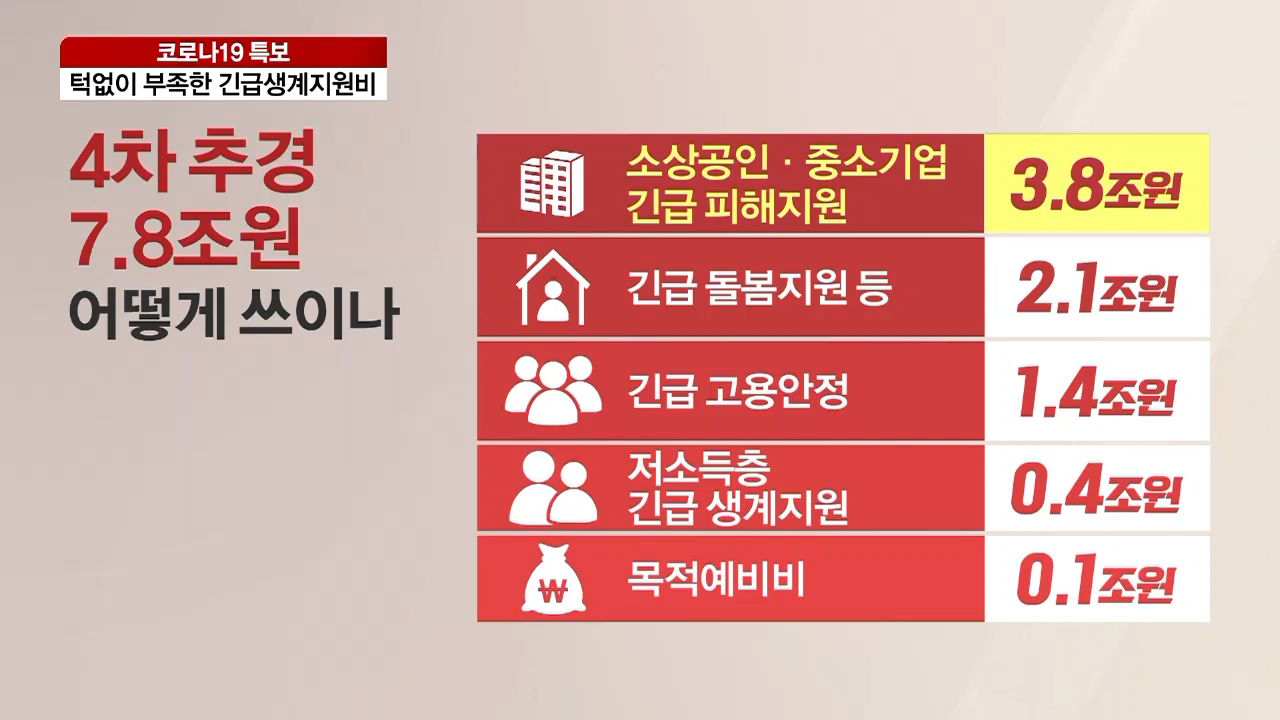 코로나19 특보
턱없이 부족한 긴급생계지원비
4차 추경
7.8조원
어떻게 쓰이나
소상공인 · 중소기업
긴급 피해지원
3.8조원
긴급 돌봄지원 등
2.1조원
긴급 고용안정
1.4조원
저소득층
긴급 생계지원
0.4조원
₩
목적예비비
0.1조원